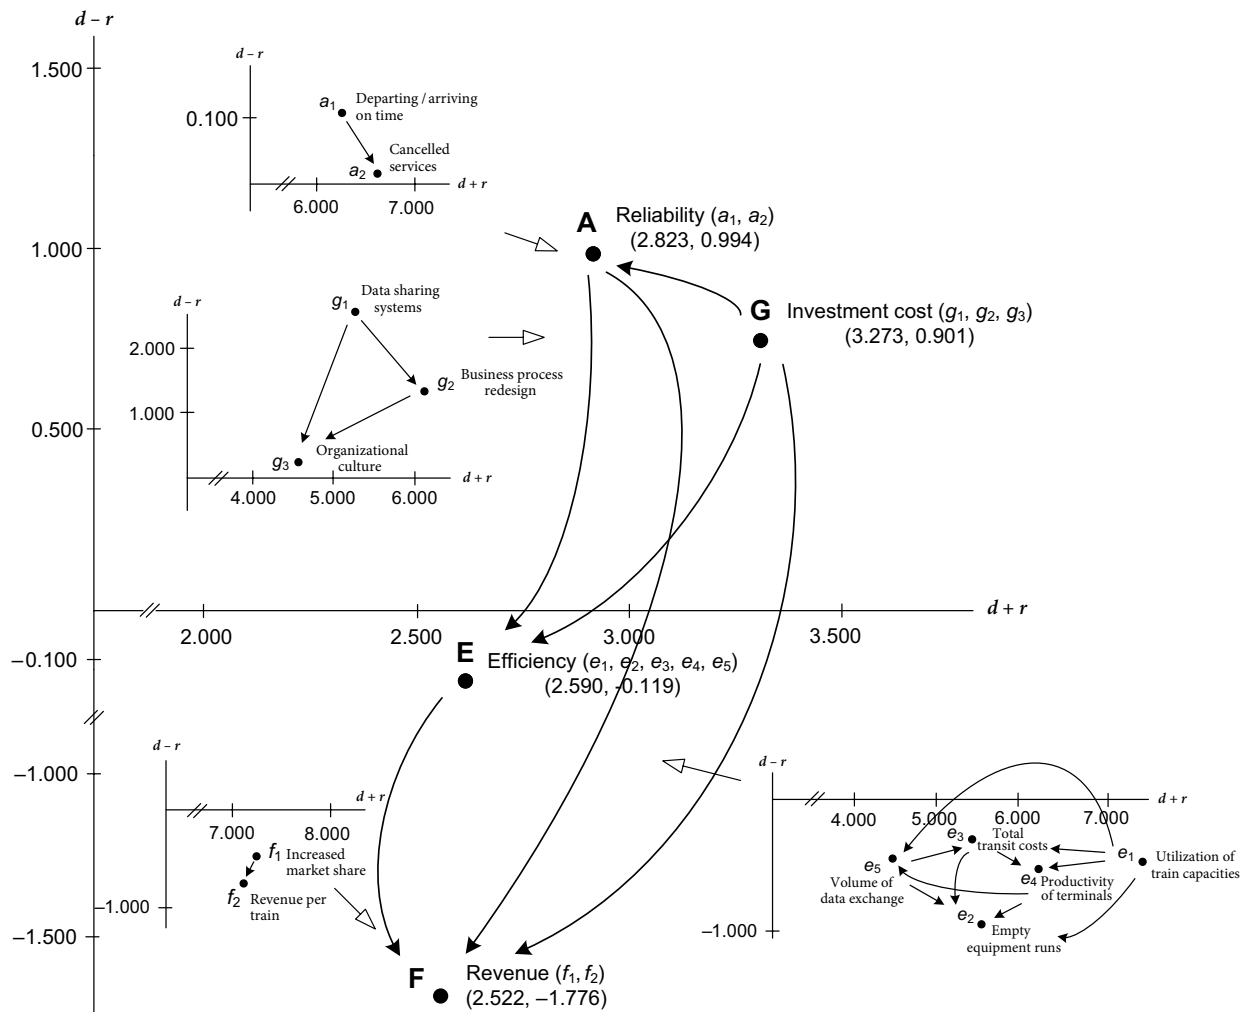 d – r
1.500
d – r
0.100
a1
Departing / arriving
on time
Cancelled
services
a2
d + r
6.000
7.000
A
Reliability (a1, a2)
(2.823, 0.994)
1.000
G
Investment cost (g1, g2, g3)
(3.273, 0.901)
d – r
g1
Data sharing
systems
2.000
g2
Business process
redesign
1.000
Organizational
culture
g3
d + r
4.000
5.000
6.000
0.500
d + r
2.000
2.500
3.000
3.500
–0.100
E
Efficiency (e1, e2, e3, e4, e5)
(2.590, -0.119)
–1.000
d – r
d + r
7.000
8.000
f1
Increased
market share
f2
Revenue per
train
–1.000
–1.500
d – r
d + r
4.000
5.000
6.000
7.000
e3
Total
transit costs
e1
Utilization of
train capacities
e5
Volume of
data exchange
e4
Productivity
of terminals
e2
Empty
equipment runs
–1.000
F
Revenue (f1, f2)
(2.522, –1.776)